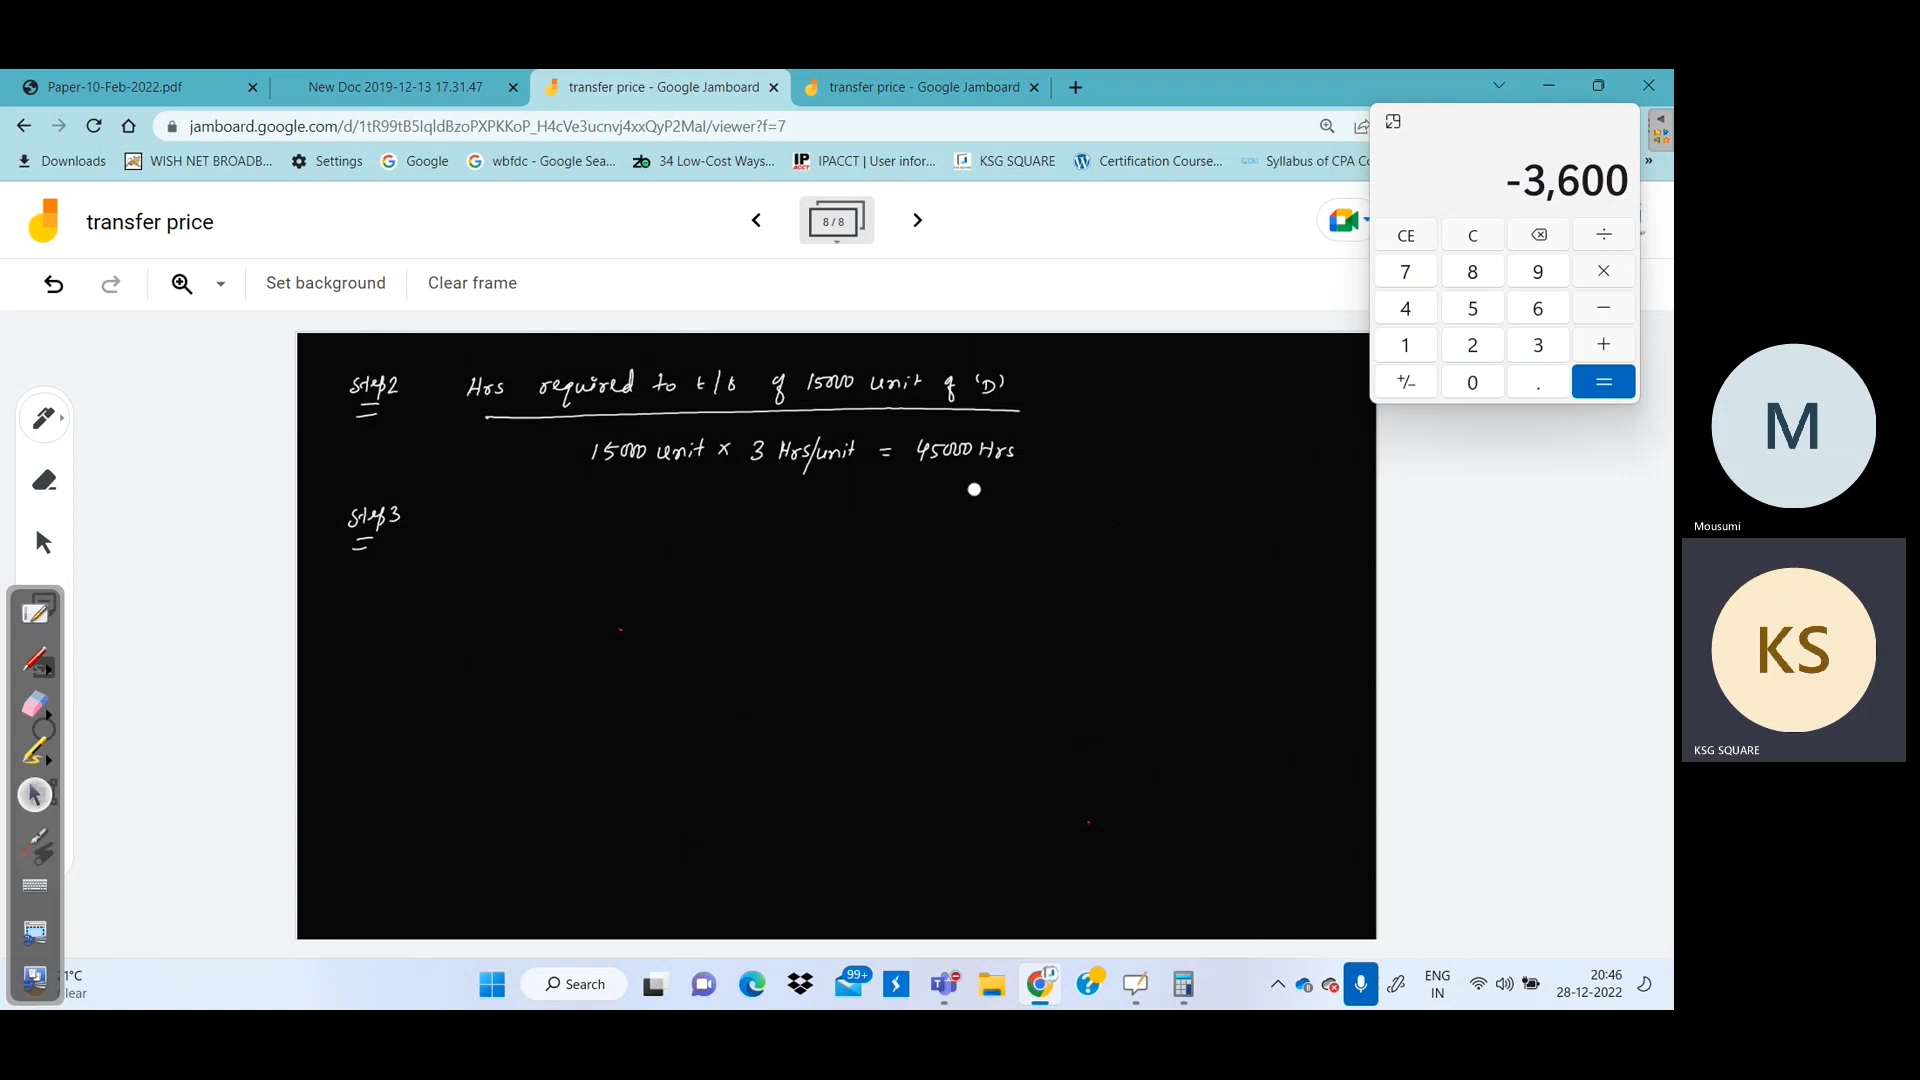 Paper-10-Feb-2022.pdf
New Doc 2019-12-13 17.31.47
transfer price - Google Jamboard
transfer price - Google Jamboard
jamboard.google.com/d/1tR99tB5IqldBzoPXPKKoP_H4cVe3ucnvj4xxQyP2MaI/viewer?f=7
Downloads
WISH NET BROADB...
Settings
Google
wbfdc - Google Sea...
34 Low-Cost Ways...
IPACCT | User infor...
KSG SQUARE
Certification Course...
Syllabus of CPA Co
»
transfer price
8 / 8
Set background
Clear frame
-3,600
CE C ÷
7 8 9 ×
4 5 6 −
1 2 3 +
+/− 0 . =
Step2 Hrs required to t/b of 15000 unit of 'D'
15000 unit × 3 Hrs/unit = 45000 Hrs
Step3
M
Mousumi
KS
KSG SQUARE
1°C
lear
Search
99+
ENG
IN
20:46
28-12-2022